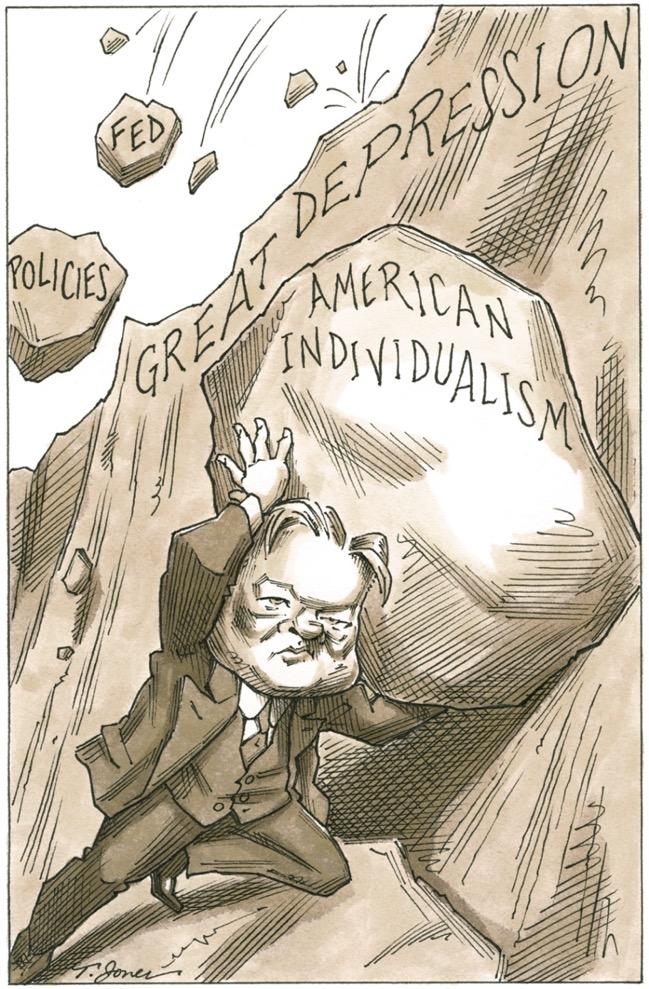 FED
POLICIES
GREAT DEPRESSION
AMERICAN
INDIVIDUALISM
T. Jones